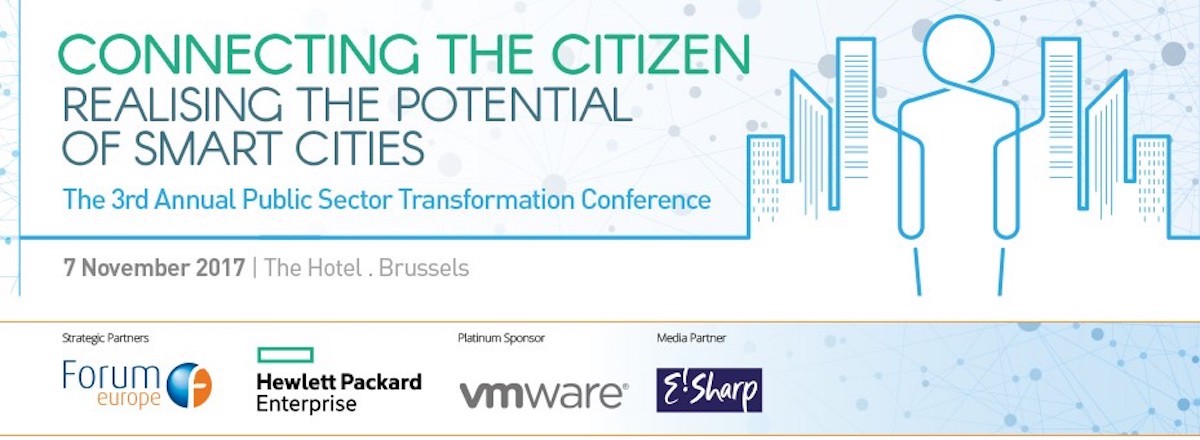 CONNECTING THE CITIZEN
REALISING THE POTENTIAL
OF SMART CITIES
The 3rd Annual Public Sector Transformation Conference
7 November 2017 | The Hotel . Brussels
Strategic Partners
Platinum Sponsor
Media Partner
Forum
europe
f
Hewlett Packard
Enterprise
vmware®
E!Sharp